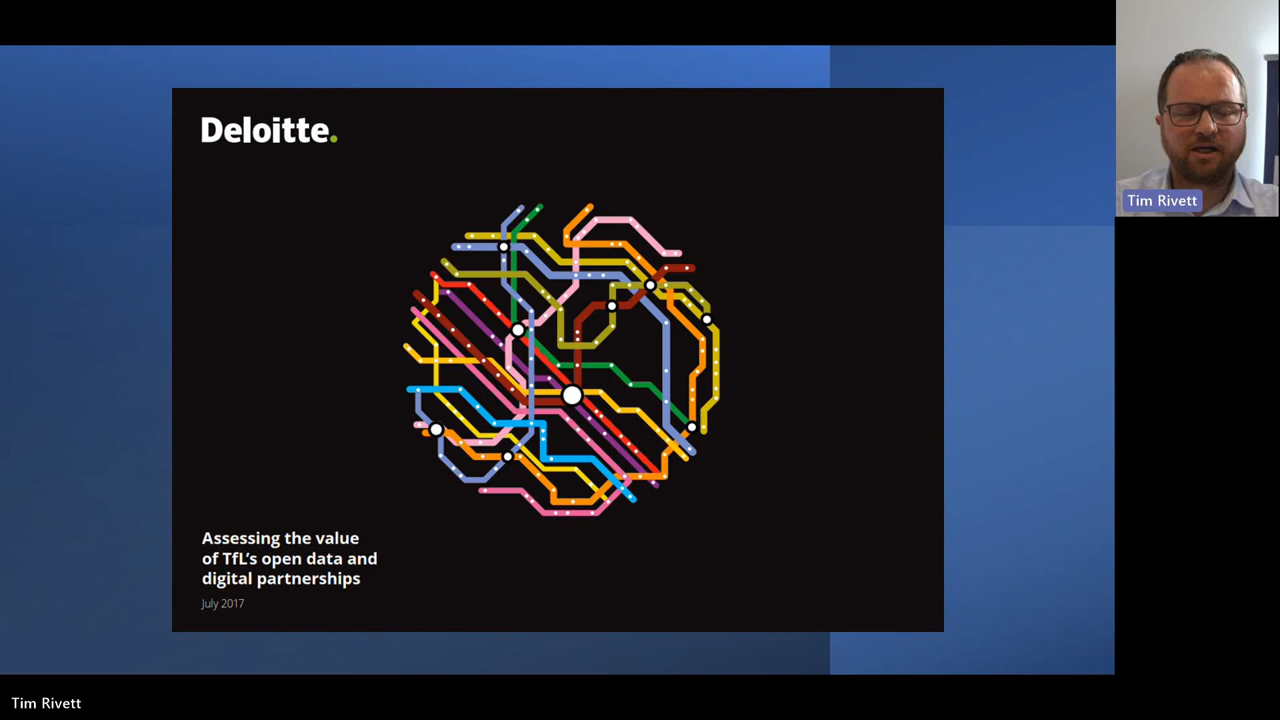 Deloitte.
Assessing the value
of TfL's open data and
digital partnerships
July 2017
Tim Rivett
Tim Rivett